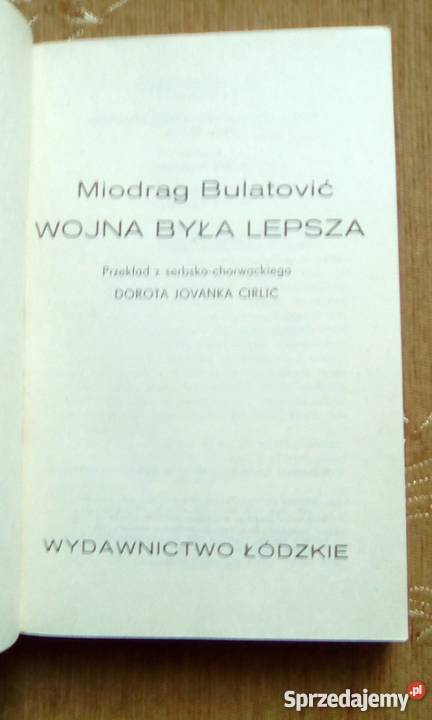 Miodrag Bulatović
WOJNA BYŁA LEPSZA
Przekład z serbsko-chorwackiego
DOROTA JOVANKA ĆIRLIĆ
WYDAWNICTWO ŁÓDZKIE
Sprzedajemy.pl